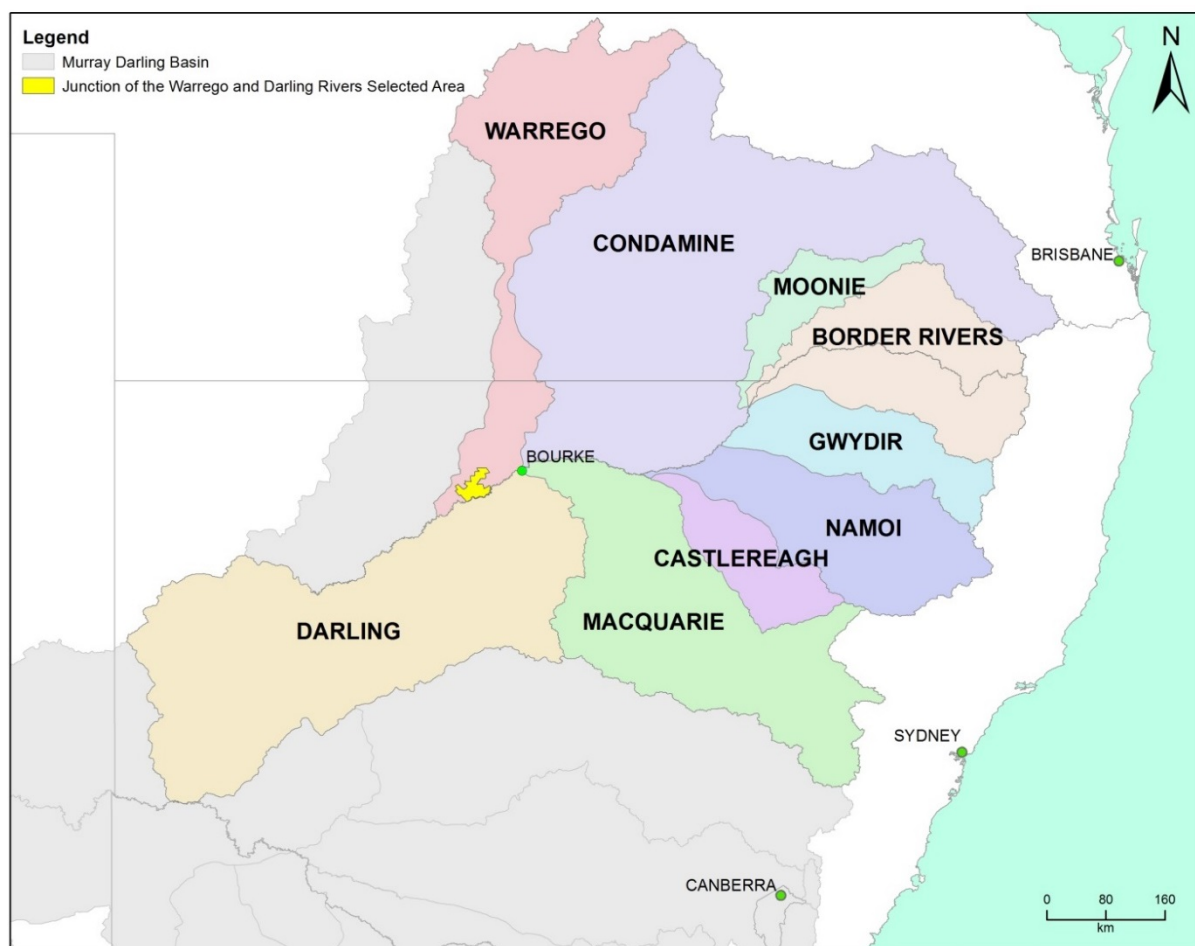 Legend
Murray Darling Basin
Junction of the Warrego and Darling Rivers Selected Area
N
WARREGO
CONDAMINE
BRISBANE
MOONIE
BORDER RIVERS
GWYDIR
BOURKE
NAMOI
CASTLEREAGH
MACQUARIE
DARLING
SYDNEY
CANBERRA
0 80 160
km